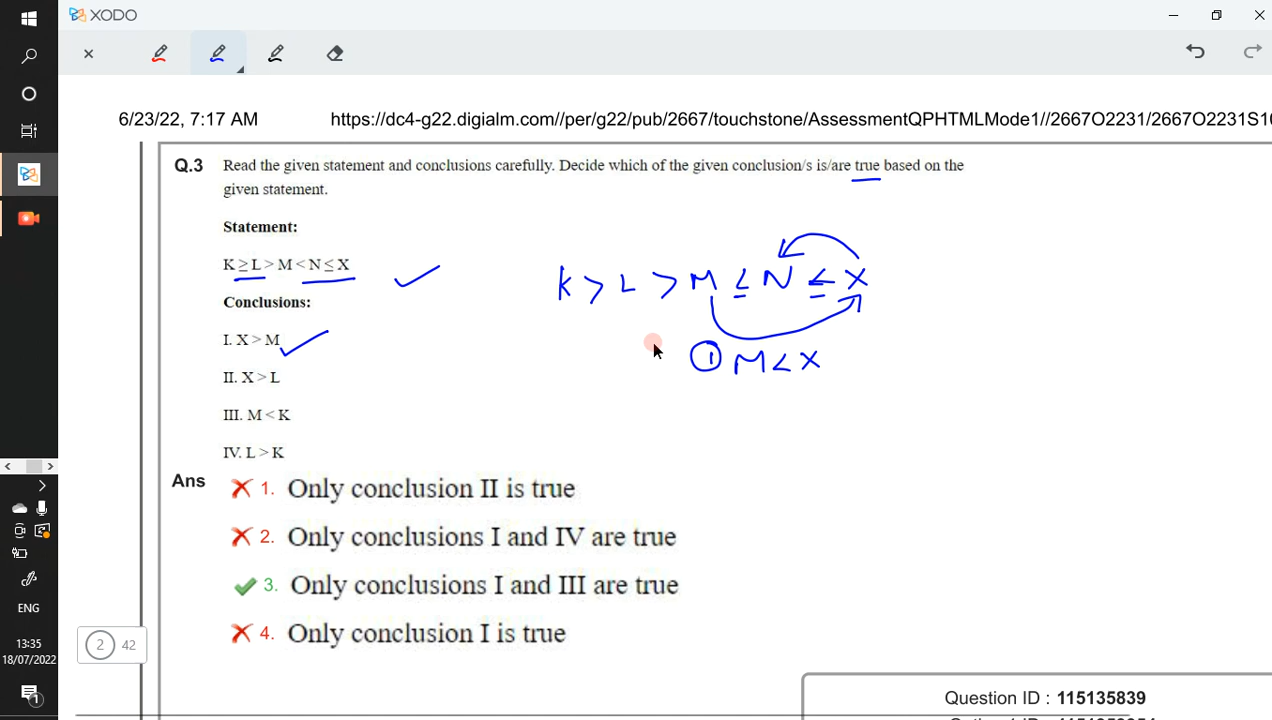 XODO
6/23/22, 7:17 AM
https://dc4-g22.digialm.com//per/g22/pub/2667/touchstone/AssessmentQPHTMLMode1//2667O2231/2667O2231S10
Q.3 Read the given statement and conclusions carefully. Decide which of the given conclusion/s is/are true based on the
given statement.
Statement:
K ≥ L > M < N ≤ X
K > L > M ≤ N ≤ X
Conclusions:
I. X > M
① M < X
II. X > L
III. M < K
IV. L > K
Ans
1. Only conclusion II is true
2. Only conclusions I and IV are true
3. Only conclusions I and III are true
4. Only conclusion I is true
ENG
13:35
18/07/2022
1
2 42
Question ID : 115135839